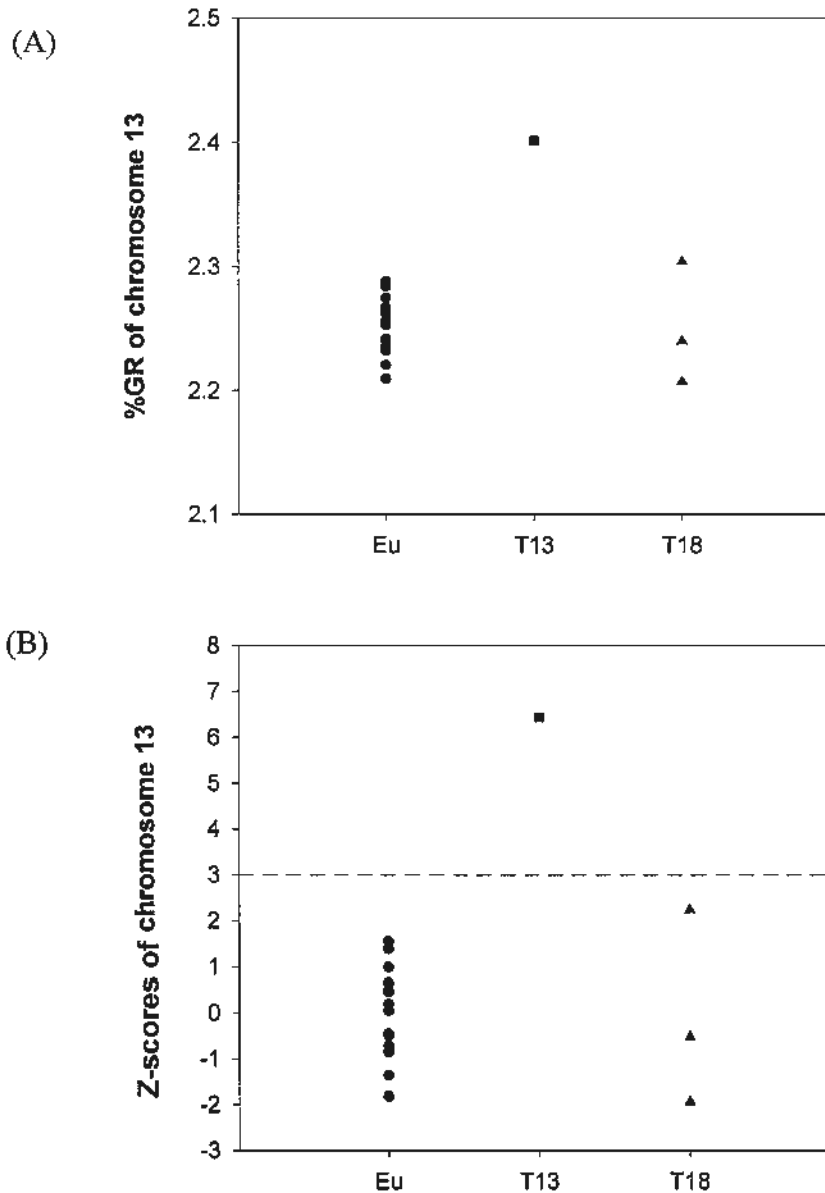 (A)
%GR of chromosome 13
2.5
2.4
2.3
2.2
2.1
Eu T13 T18
(B)
Z-scores of chromosome 13
8
7
6
5
4
3
2
1
0
-1
-2
-3
Eu T13 T18